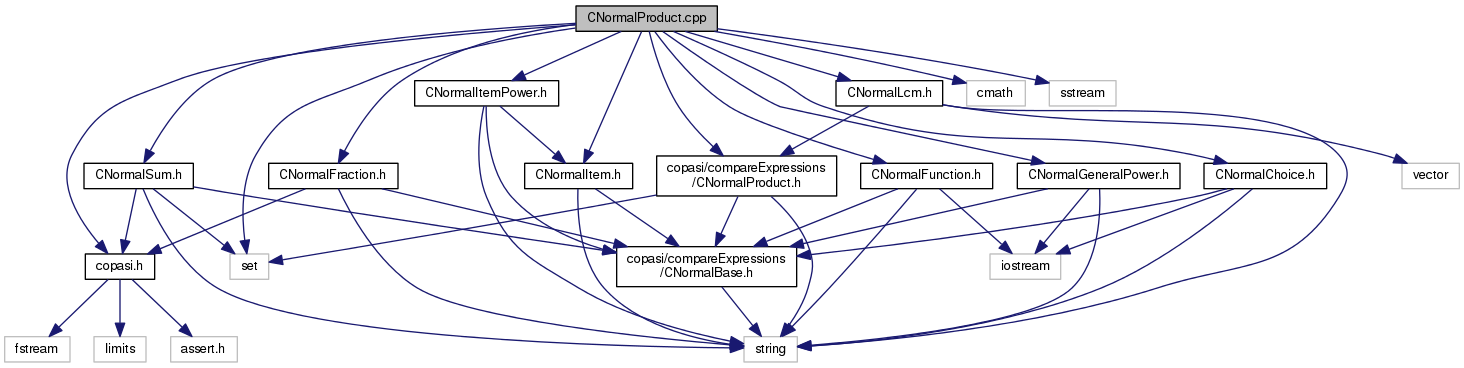 CNormalProduct.cpp
CNormalItemPower.h
CNormalLcm.h
cmath
sstream
CNormalSum.h
CNormalFraction.h
CNormalItem.h
copasi/compareExpressions
/CNormalProduct.h
CNormalFunction.h
CNormalGeneralPower.h
CNormalChoice.h
vector
copasi.h
set
copasi/compareExpressions
/CNormalBase.h
iostream
fstream
limits
assert.h
string